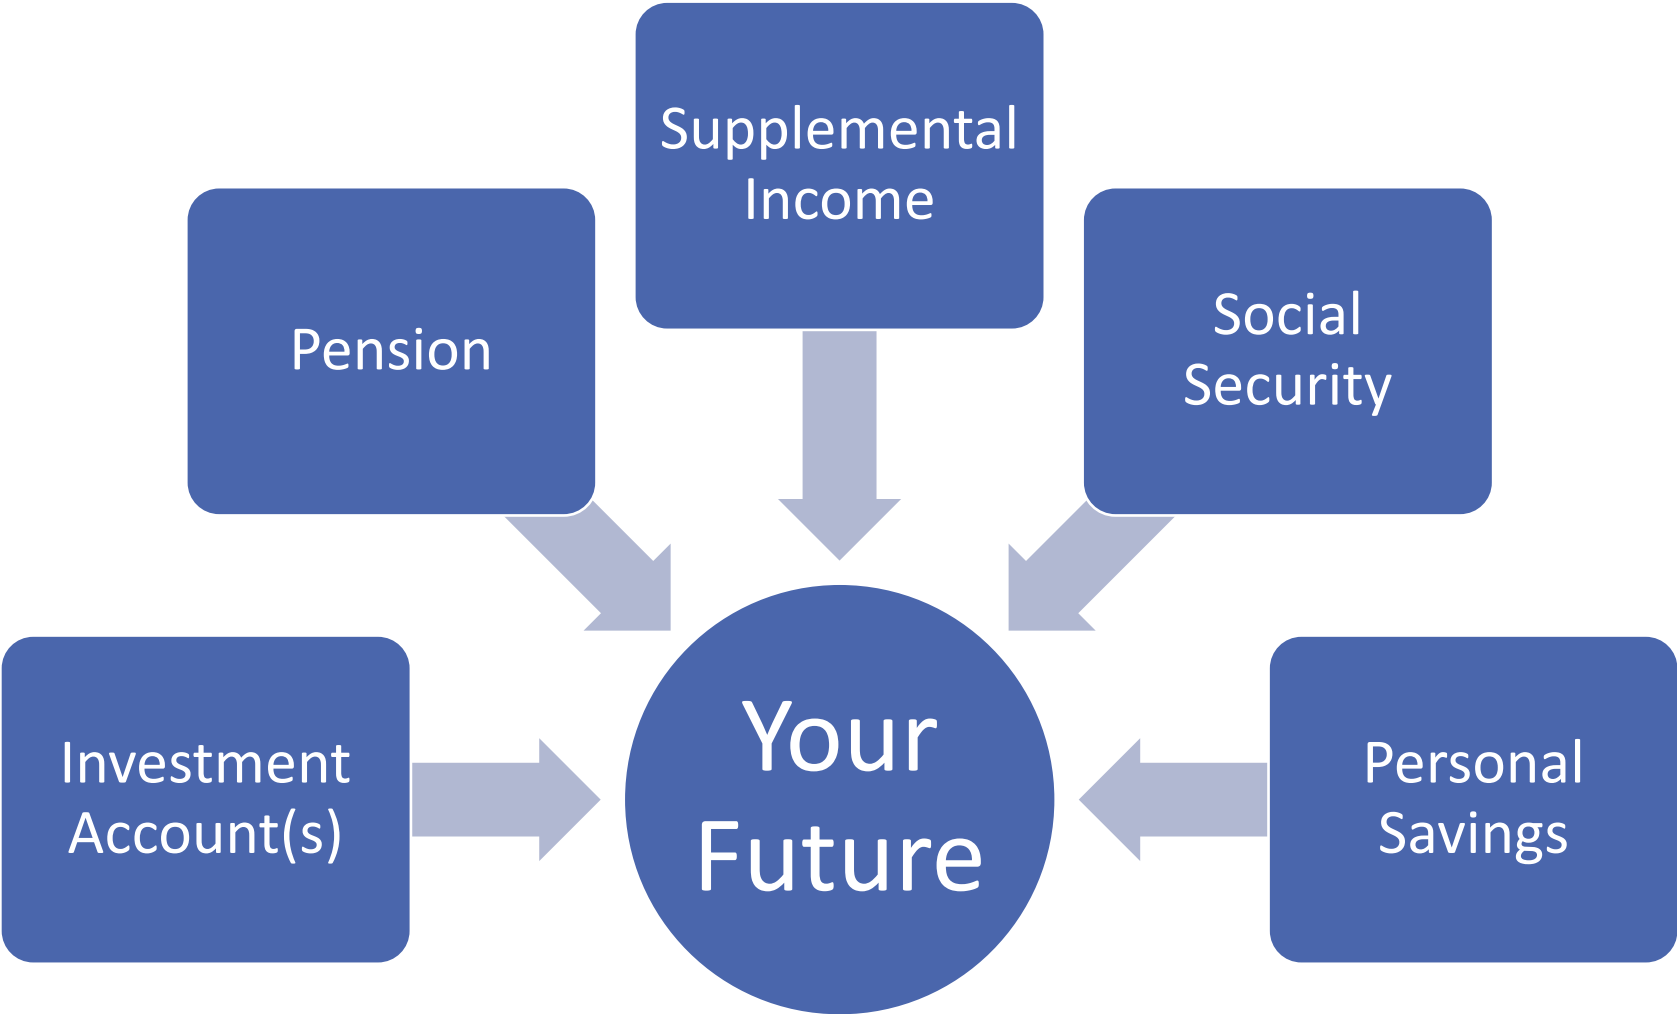 Supplemental
Income
Pension
Social
Security
Investment
Account(s)
Your
Future
Personal
Savings